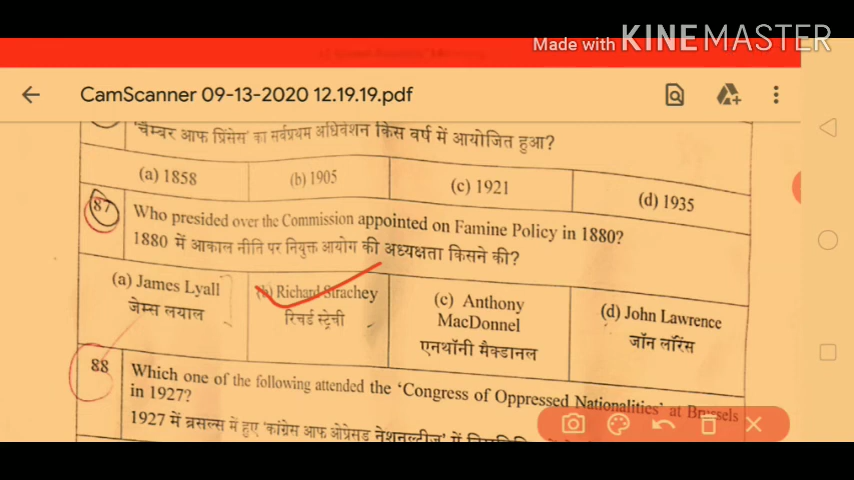 Made with KINEMASTER
CamScanner 09-13-2020 12.19.19.pdf
'चैम्बर आफ प्रिंसेस' का सर्वप्रथम अधिवेशन किस वर्ष में आयोजित हुआ?
(a) 1858 (b) 1905 (c) 1921 (d) 1935
87 Who presided over the Commission appointed on Famine Policy in 1880?
1880 में आकाल नीति पर नियुक्त आयोग की अध्यक्षता किसने की?
(a) James Lyall
जेम्स लयाल
(b) Richard Strachey
रिचर्ड स्ट्रेची
(c) Anthony
MacDonnel
एनथॉनी मैक्डानल
(d) John Lawrence
जॉन लॉरेंस
88 Which one of the following attended the 'Congress of Oppressed Nationalities' at Brussels
in 1927?
1927 में ब्रसल्स में हुए 'कांग्रेस आफ ओप्रेसड नेशनल्टीज' में